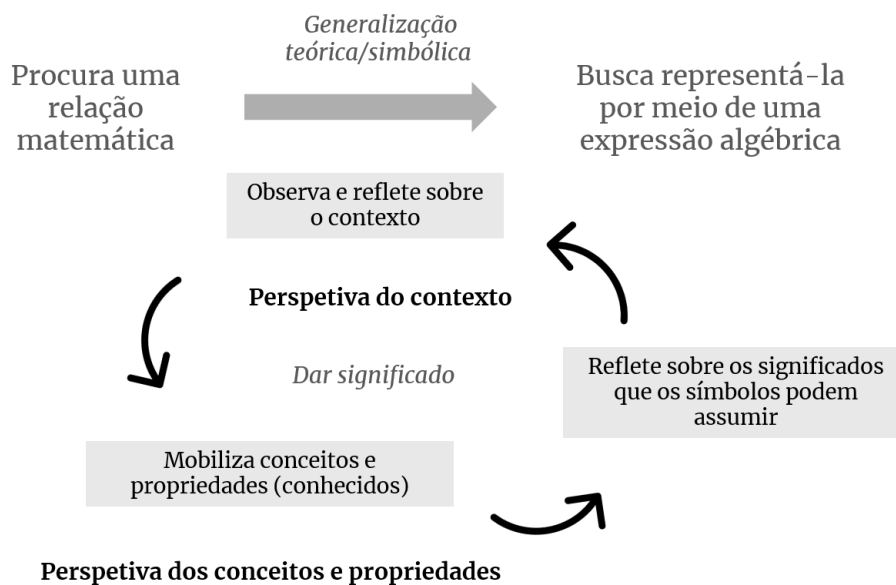 Generalização
teórica/simbólica
Procura uma
relação
matemática
Busca representá-la
por meio de uma
expressão algébrica
Observa e reflete sobre
o contexto
Perspetiva do contexto
Dar significado
Reflete sobre os significados
que os símbolos podem
assumir
Mobiliza conceitos e
propriedades (conhecidos)
Perspetiva dos conceitos e propriedades